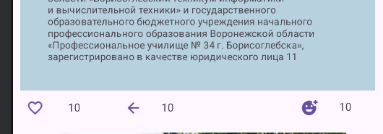 области «Борисоглебский техникум информатики
и вычислительной техники» и государственного
образовательного бюджетного учреждения начального
профессионального образования Воронежской области
«Профессиональное училище № 34 г. Борисоглебска»,
зарегистрировано в качестве юридического лица 11
10
10
10